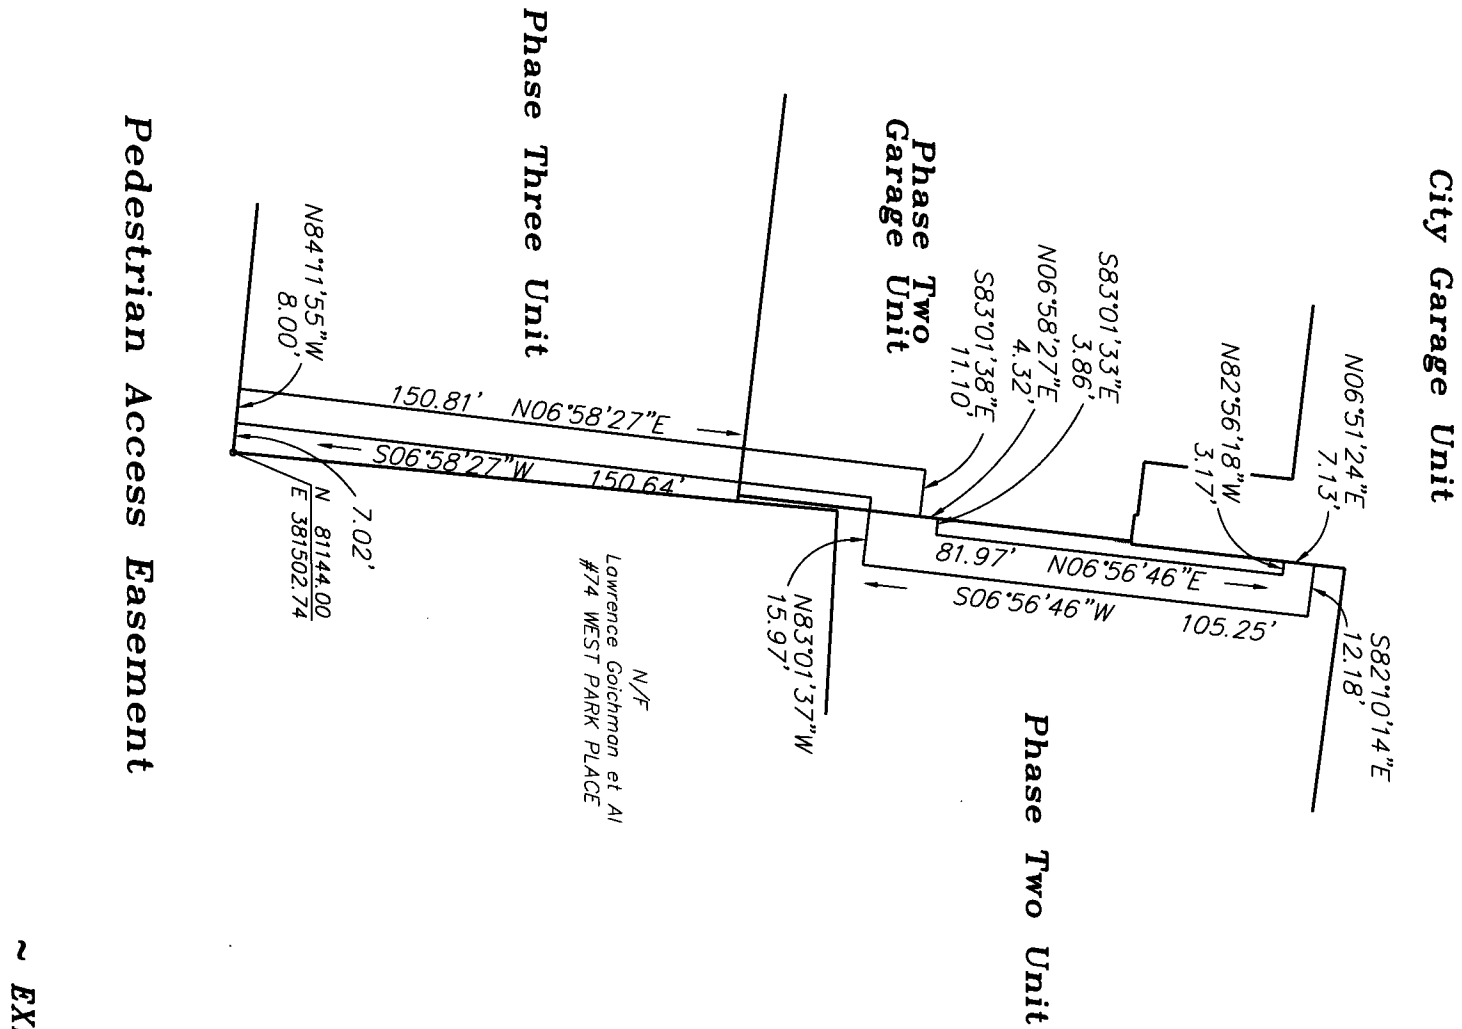 City Garage Unit
N06°51'24"E
7.13'
N82°56'18"W
3.17'
S82°10'14"E
12.18'
S83°01'33"E
3.86'
N06°58'27"E
4.32'
S83°01'38"E
11.10'
Phase Two
Garage Unit
81.97' N06°56'46"E
S06°56'46"W 105.25'
Phase Two Unit
N83°01'37"W
15.97'
N/F
Lawrence Goichman et Al
#74 WEST PARK PLACE
Phase Three Unit
150.81' N06°58'27"E
S06°58'27"W 150.64'
7.02'
N 81144.00
E 381502.74
N84°11'55"W
8.00'
Pedestrian Access Easement
~ EX